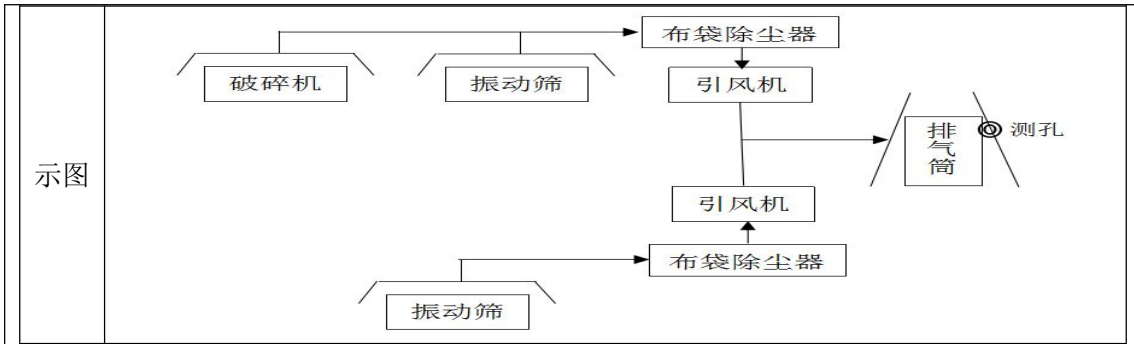 布袋除尘器
破碎机
振动筛
引风机
排气筒
测孔
示图
引风机
布袋除尘器
振动筛